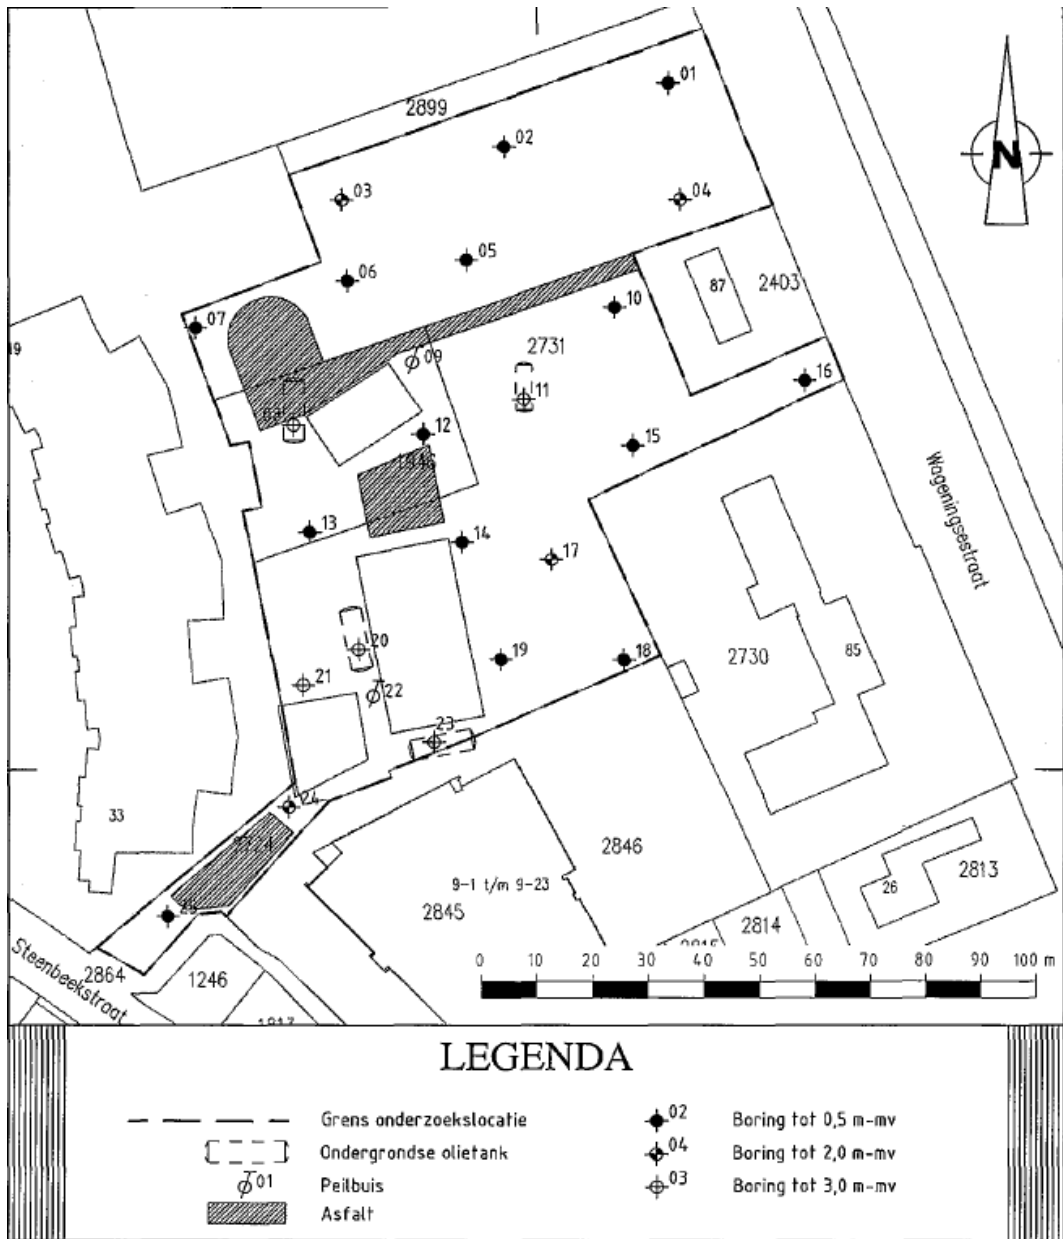 01
2899
02
N
03
04
05
06
87
2403
07
10
09
2731
11
16
12
15
13
14
17
Wageningsestraat
20
19
18
21
22
2730
85
23
24
33
2846
9-1 t/m 9-23
26
2813
2845
2814
Steenbeekstraat
2864
1246
0 10 20 30 40 50 60 70 80 90 100 m
LEGENDA
Grens onderzoekslocatie
Ondergrondse olietank
01 Peilbuis
Asfalt
02 Boring tot 0,5 m-mv
04 Boring tot 2,0 m-mv
03 Boring tot 3,0 m-mv